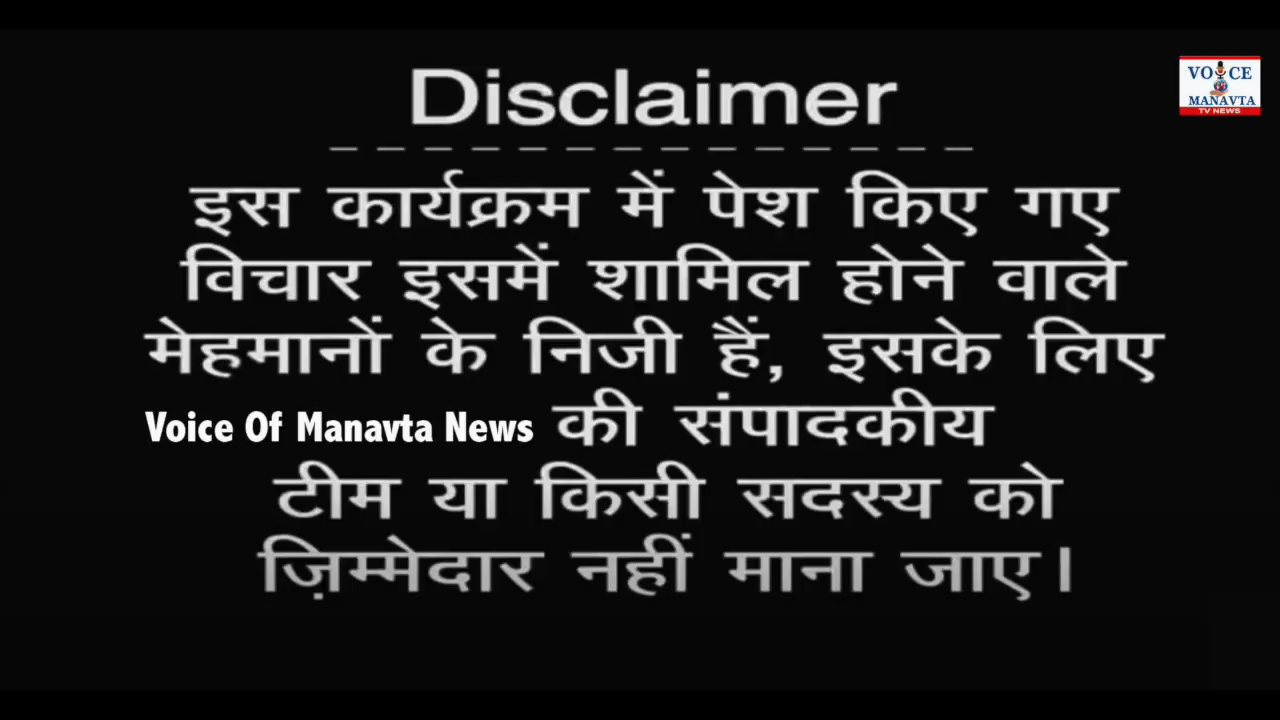 VOICE
MANAVTA
TV NEWS
Disclaimer
इस कार्यक्रम में पेश किए गए
विचार इसमें शामिल होने वाले
मेहमानों के निजी हैं, इसके लिए
Voice Of Manavta News की संपादकीय
टीम या किसी सदस्य को
ज़िम्मेदार नहीं माना जाए।